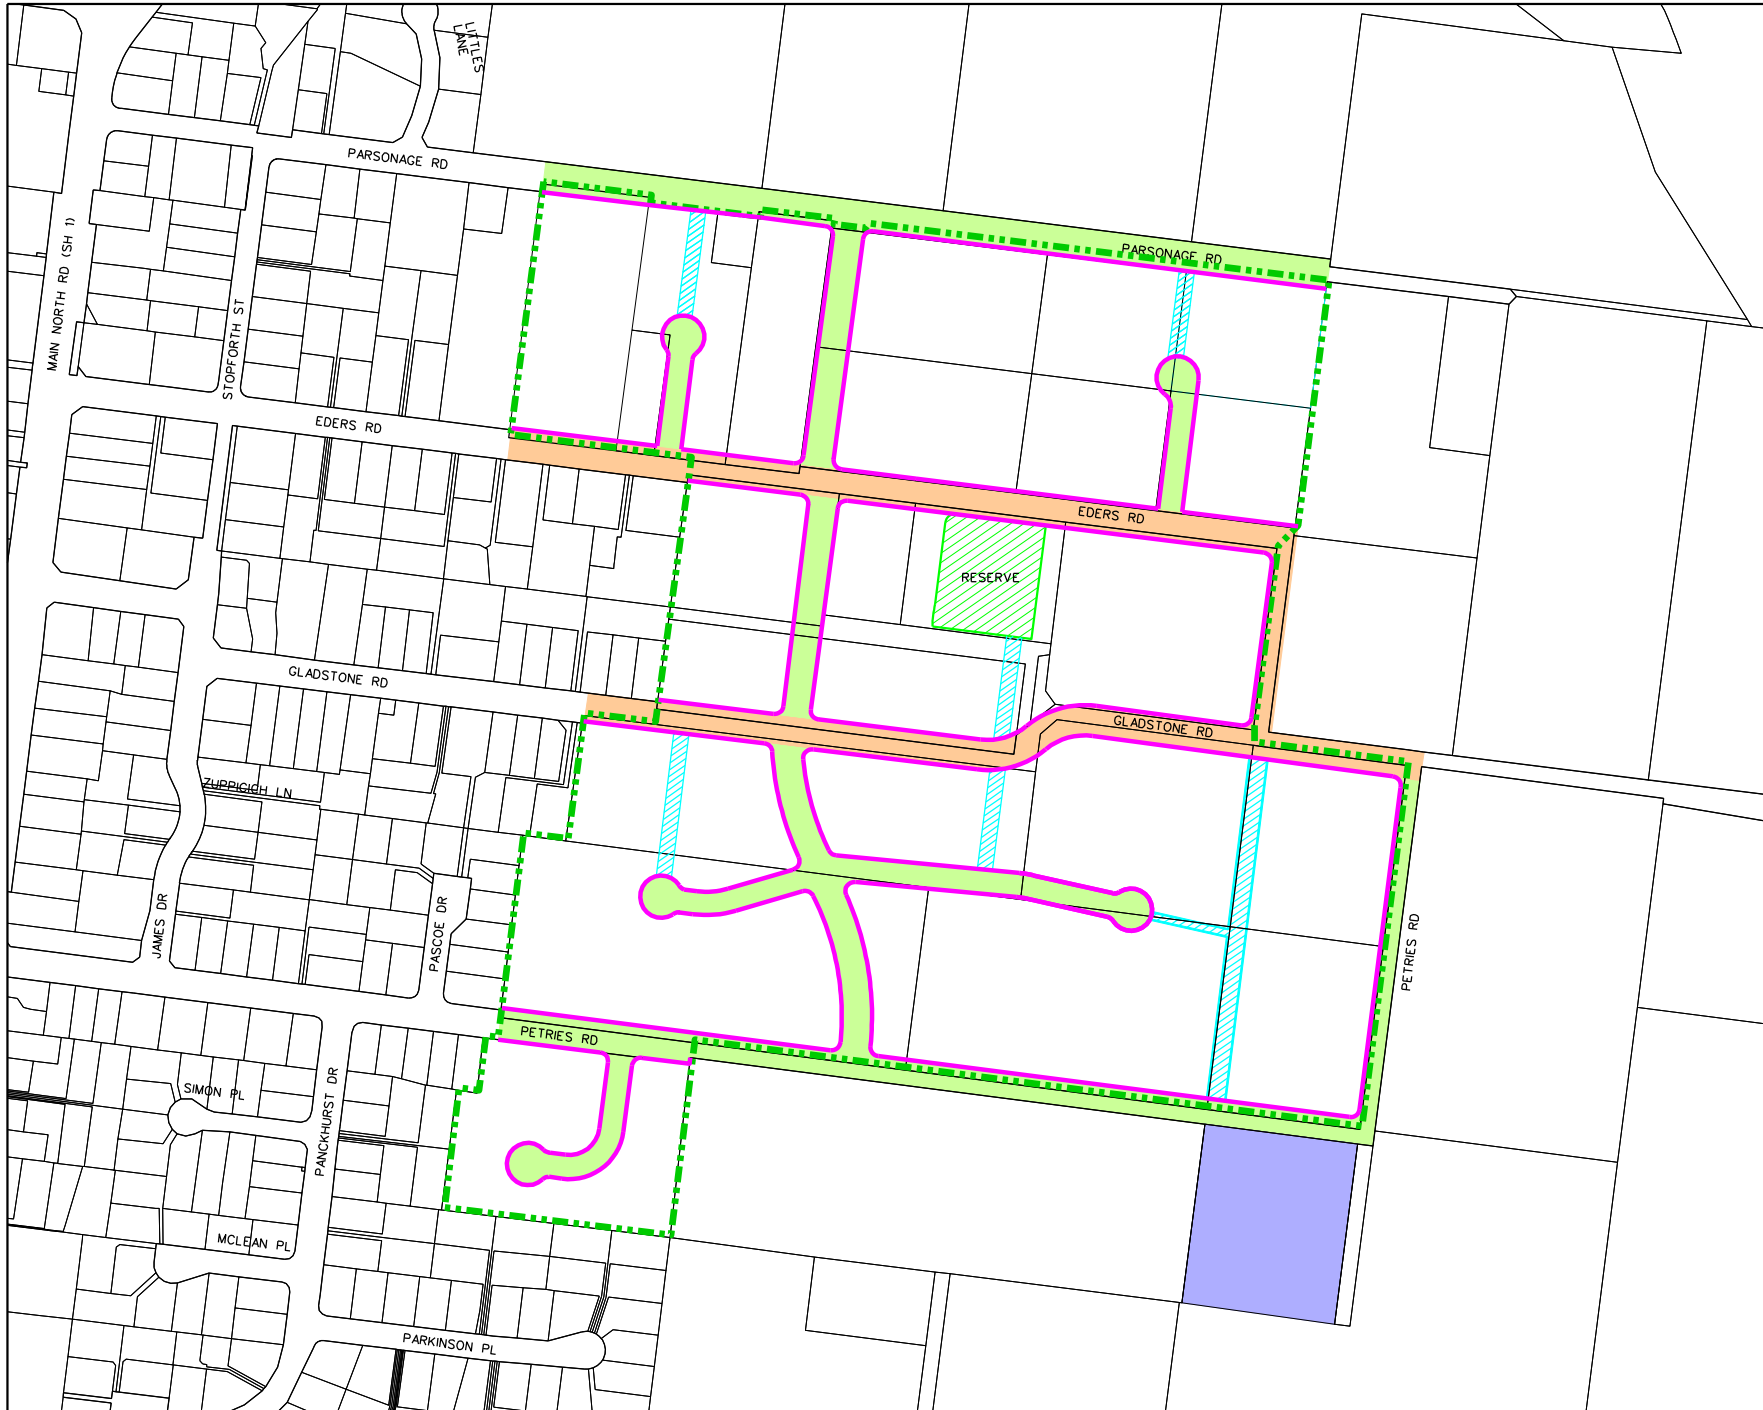 LITTLES
LANE
PARSONAGE RD
PARSONAGE RD
MAIN NORTH RD (SH 1)
STOPFORTH ST
EDERS RD
EDERS RD
RESERVE
GLADSTONE RD
GLADSTONE RD
ZUPPICICH LN
JAMES DR
PASCOE DR
PETRIES RD
PETRIES RD
SIMON PL
PANCKHURST DR
MCLEAN PL
PARKINSON PL